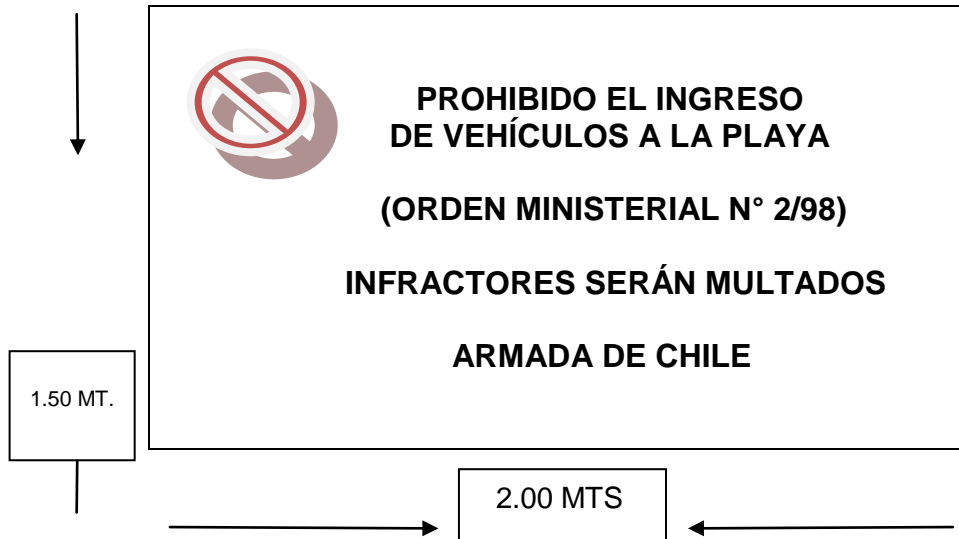 PROHIBIDO EL INGRESO
DE VEHÍCULOS A LA PLAYA
(ORDEN MINISTERIAL N° 2/98)
INFRACTORES SERÁN MULTADOS
ARMADA DE CHILE
1.50 MT.
2.00 MTS